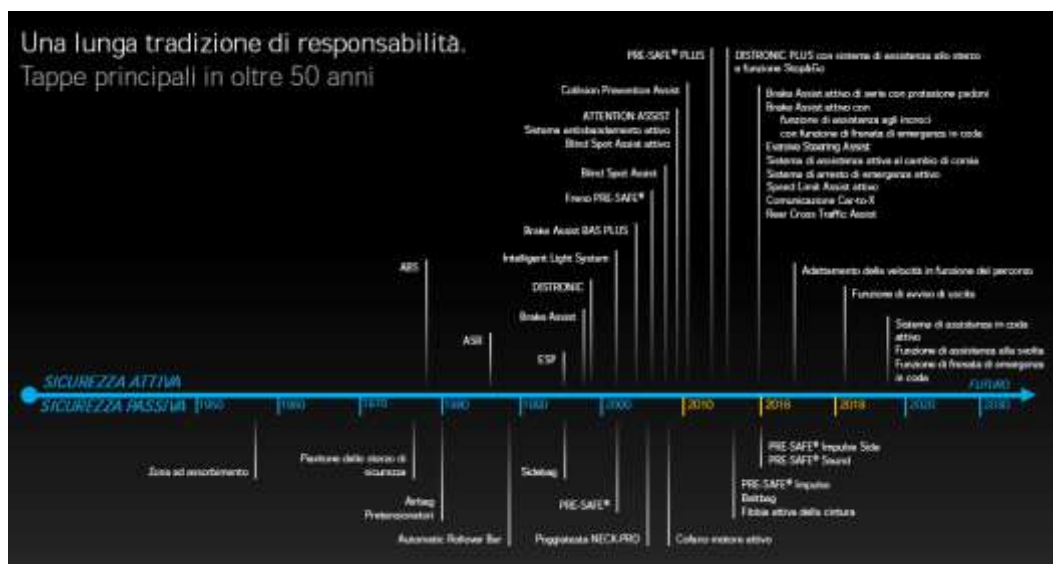 Una lunga tradizione di responsabilità.
Tappe principali in oltre 50 anni
PRE-SAFE® PLUS
DISTRONIC PLUS con sistema di assistenza allo sterzo
e funzione Stop&Go
Collision Prevention Assist
Brake Assist attivo di serie con protezione pedoni
Brake Assist attivo con
funzione di assistenza agli incroci
con funzione di frenata di emergenza in coda
Evasive Steering Assist
Sistema di assistenza attivo al cambio di corsia
Sistema di arresto di emergenza attivo
Speed Limit Assist attivo
Comunicazione Car-to-X
Rear Cross Traffic Assist
ATTENTION ASSIST
Sistema antisbandamento attivo
Blind Spot Assist attivo
Blind Spot Assist
Freno PRE-SAFE®
Brake Assist BAS PLUS
Intelligent Light System
ABS
DISTRONIC
Brake Assist
ASR
ESP
Adattamento della velocità in funzione del percorso
Funzione di avviso di uscita
Sistema di assistenza in coda
attivo
Funzione di assistenza alla svolta
Funzione di frenata di emergenza
in coda
SICUREZZA ATTIVA
FUTURO
SICUREZZA PASSIVA
1950
1960
1970
1980
1990
2000
2010
2016
2018
2020
2030
Zona ad assorbimento
Piantone dello sterzo di
sicurezza
Airbag
Pretensionatori
Automatic Rollover Bar
Sidebag
PRE-SAFE®
Poggiatesta NECK-PRO
Cofano motore attivo
PRE-SAFE® Impulse Side
PRE-SAFE® Sound
PRE-SAFE® Impulse
Beltbag
Fibbia attiva della cintura